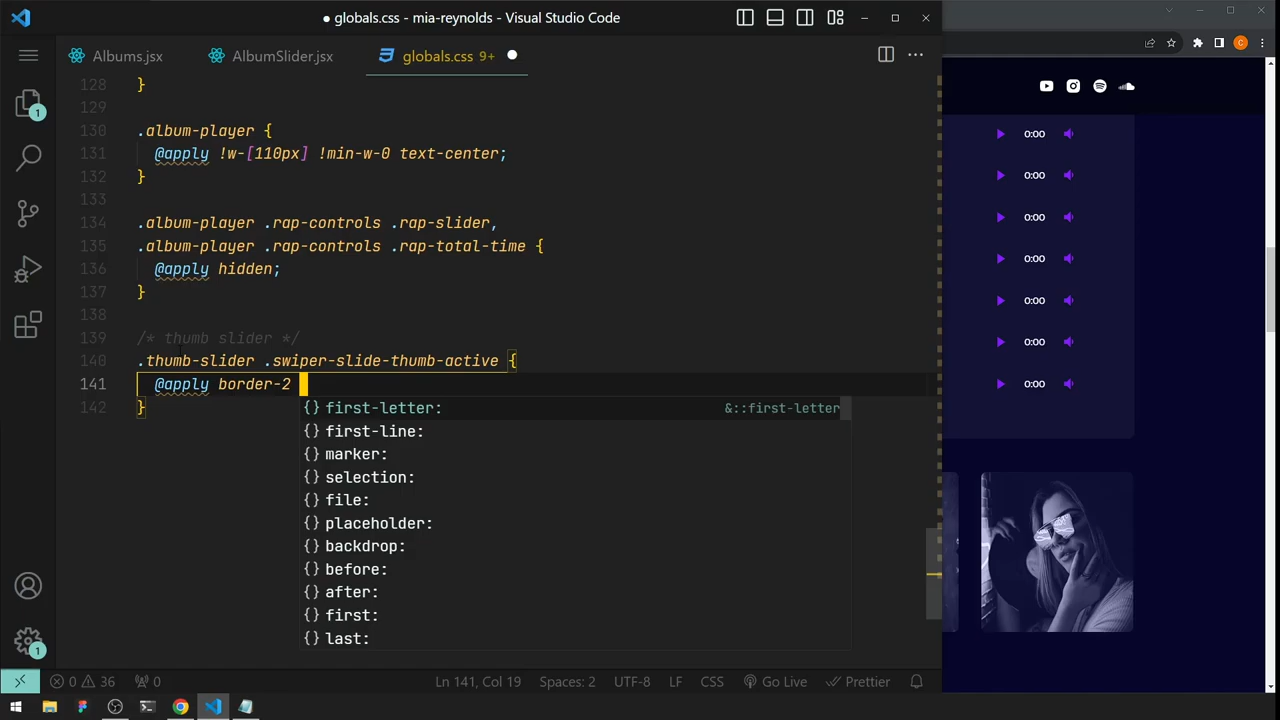 globals.css - mia-reynolds - Visual Studio Code
Albums.jsx
AlbumSlider.jsx
globals.css 9+
128 }
129
130 .album-player {
131 @apply !w-[110px] !min-w-0 text-center;
132 }
133
134 .album-player .rap-controls .rap-slider,
135 .album-player .rap-controls .rap-total-time {
136 @apply hidden;
137 }
138
139 /* thumb slider */
140 .thumb-slider .swiper-slide-thumb-active {
141 @apply border-2
142 }
{} first-letter: &::first-letter
{} first-line:
{} marker:
{} selection:
{} file:
{} placeholder:
{} backdrop:
{} before:
{} after:
{} first:
{} last:
1
1
0 36 0 Ln 141, Col 19 Spaces: 2 UTF-8 LF CSS Go Live Prettier
C
0:00
0:00
0:00
0:00
0:00
0:00
0:00